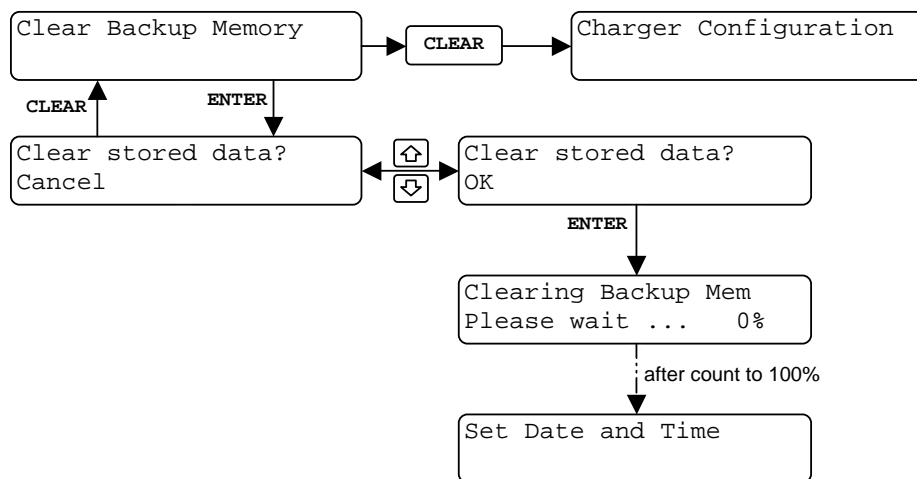 Clear Backup Memory
CLEAR
Charger Configuration
CLEAR
ENTER
Clear stored data?
Cancel
Clear stored data?
OK
ENTER
Clearing Backup Mem
Please wait ... 0%
after count to 100%
Set Date and Time